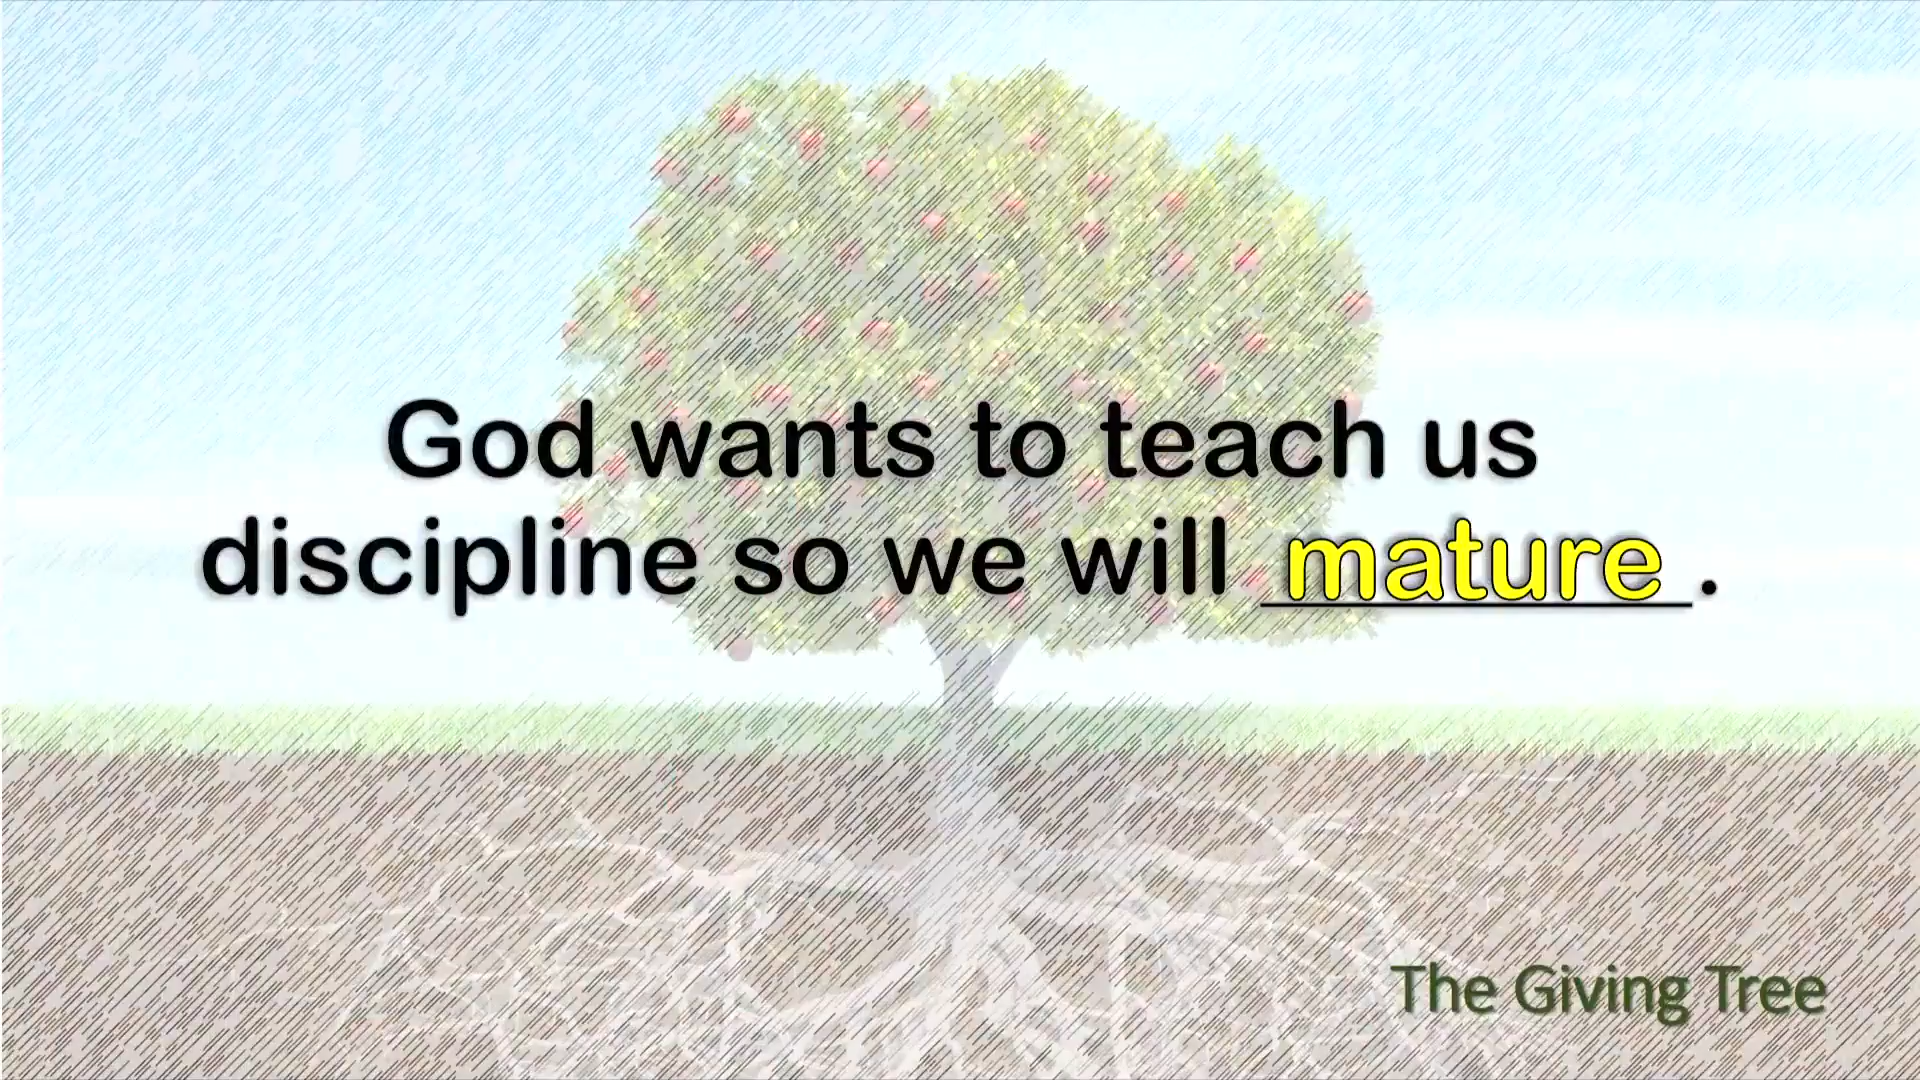 God wants to teach us
discipline so we will mature.
The Giving Tree